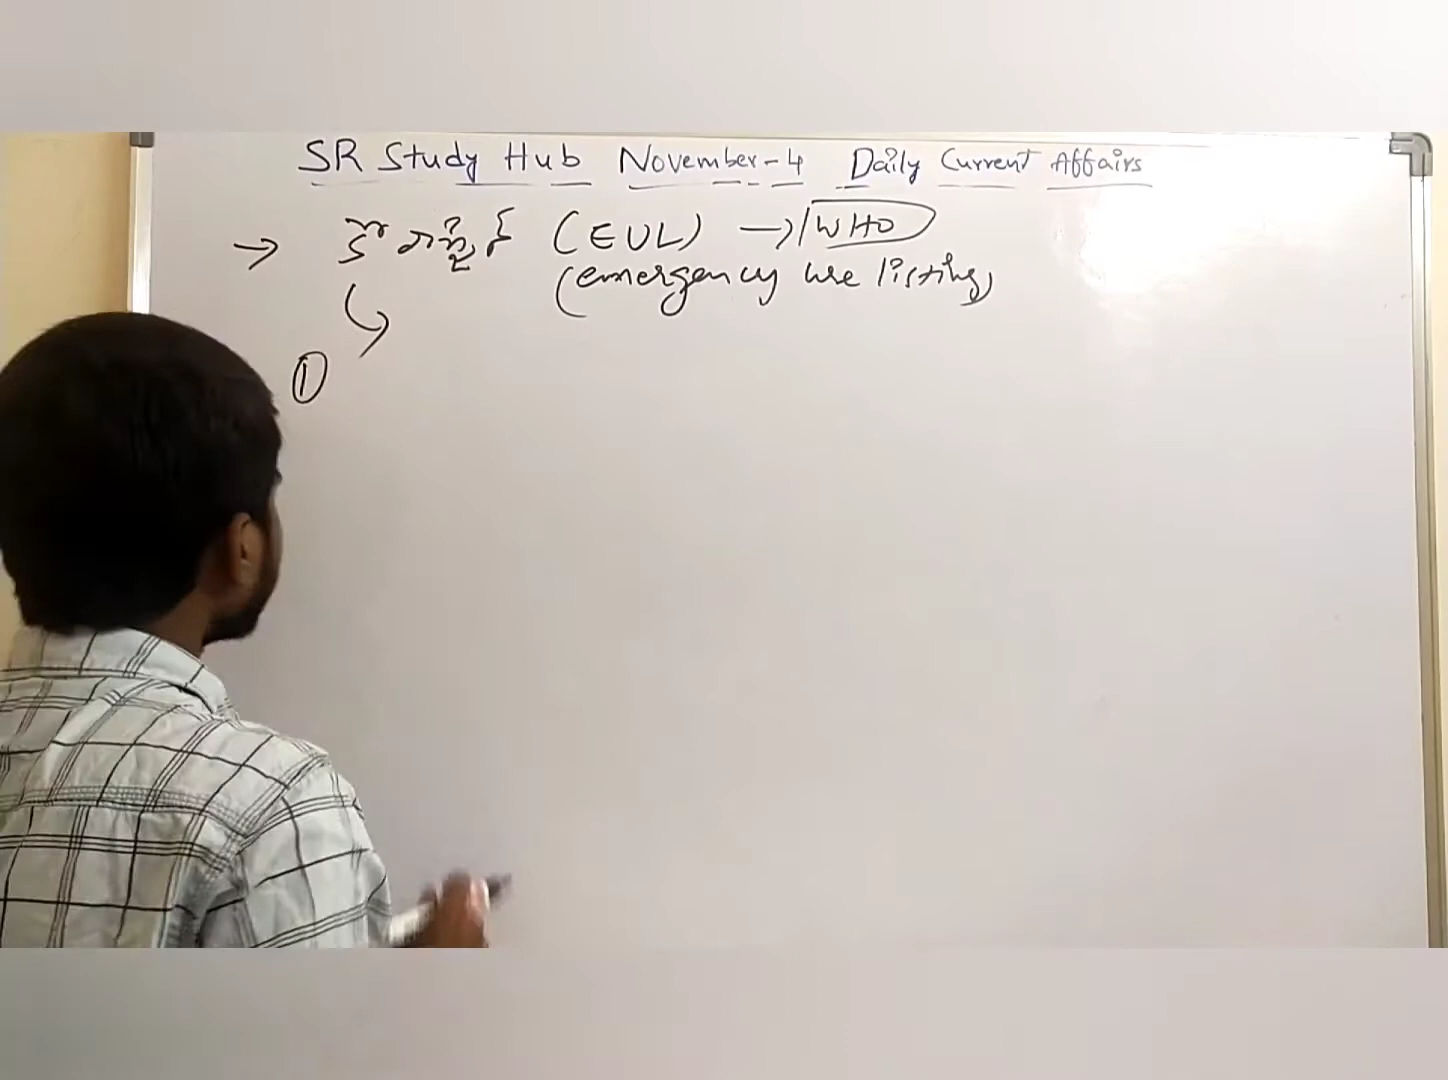 SR Study Hub November-4 Daily Current Affairs
→ కోవాగ్జిన్ (EUL) → WHO
(emergency use listing)
①